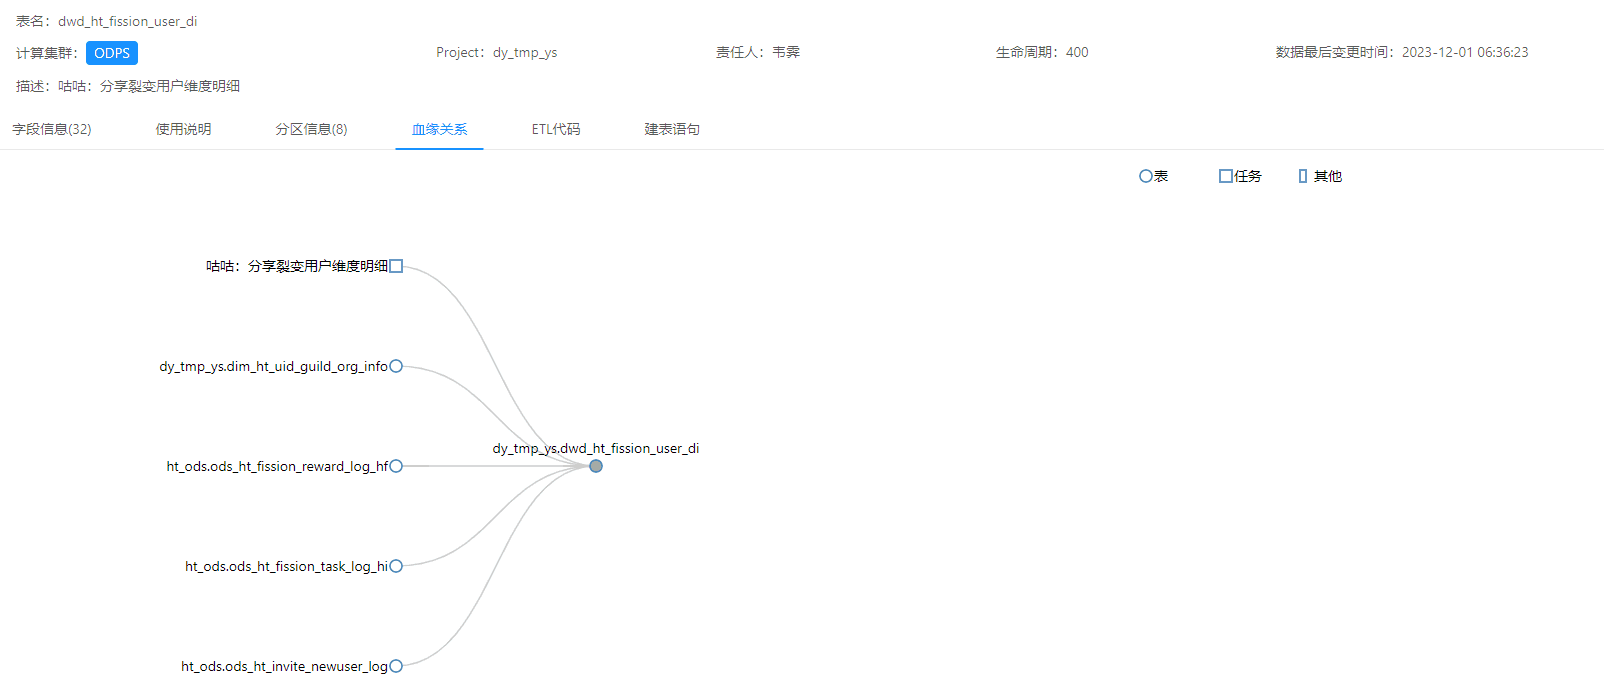 表名：dwd_ht_fission_user_di
计算集群：ODPS Project：dy_tmp_ys 责任人：韦霁 生命周期：400 数据最后变更时间：2023-12-01 06:36:23
描述：咕咕：分享裂变用户维度明细
字段信息(32) 使用说明 分区信息(8) 血缘关系 ETL代码 建表语句
表 任务 其他
咕咕：分享裂变用户维度明细
dy_tmp_ys.dim_ht_uid_guild_org_info
dy_tmp_ys.dwd_ht_fission_user_di
ht_ods.ods_ht_fission_reward_log_hf
ht_ods.ods_ht_fission_task_log_hi
ht_ods.ods_ht_invite_newuser_log